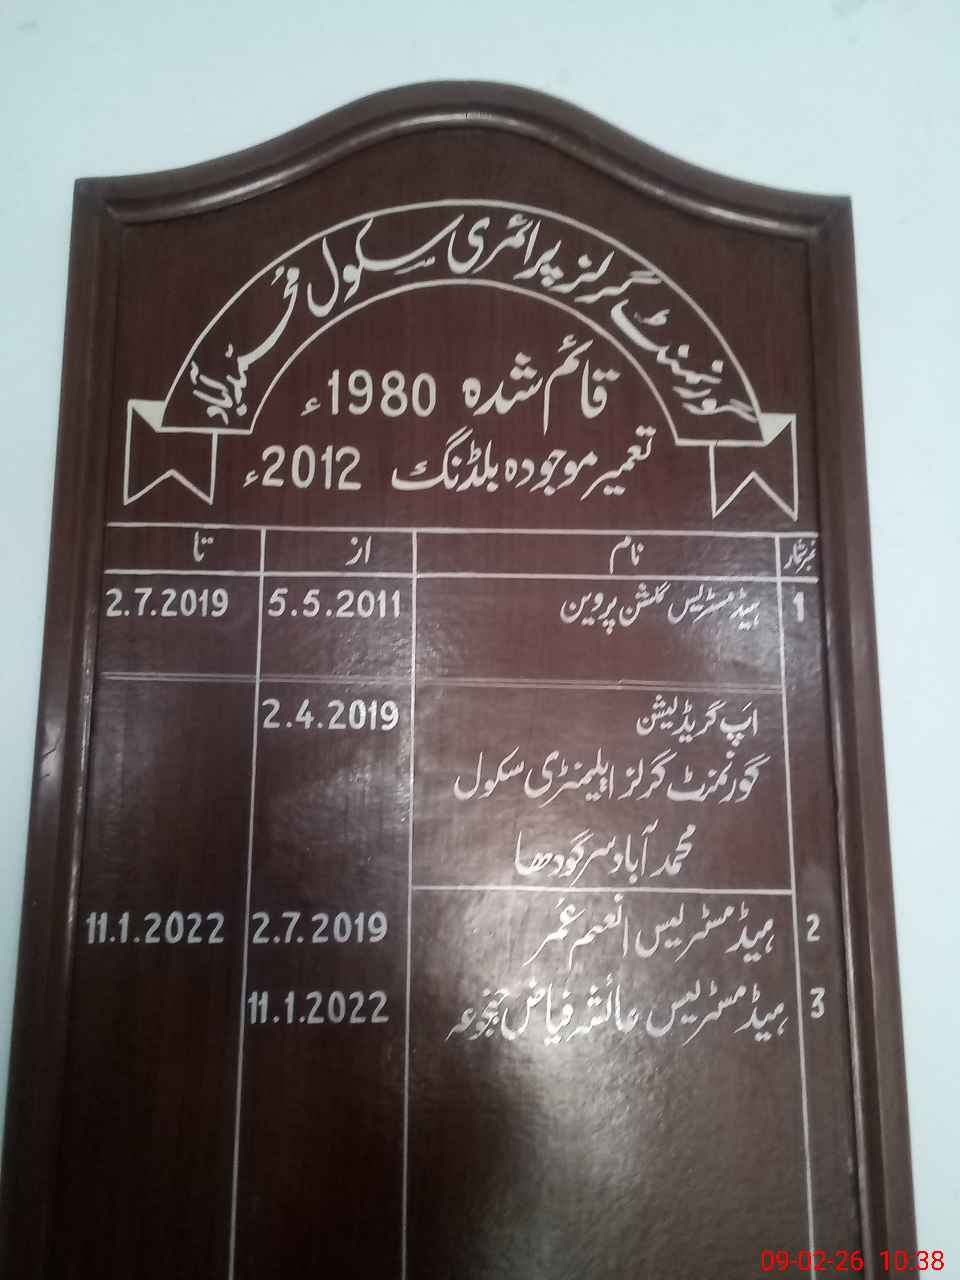 گورنمنٹ گرلز پرائمری سکول محمد آباد
قائم شدہ 1980ء
تعمیر موجودہ بلڈنگ 2012ء
نمبر شمار نام از تا
1 ہیڈ مسٹریس گلشن پروین 5.5.2011 2.7.2019
اَپ گریڈیشن 2.4.2019
گورنمنٹ گرلز ایلیمنٹری سکول
محمد آباد سرگودھا
2 ہیڈ مسٹریس انعم عُمر 2.7.2019 11.1.2022
3 ہیڈ مسٹریس عائشہ فیاض جنجوعہ 11.1.2022
09-02-26 10:38